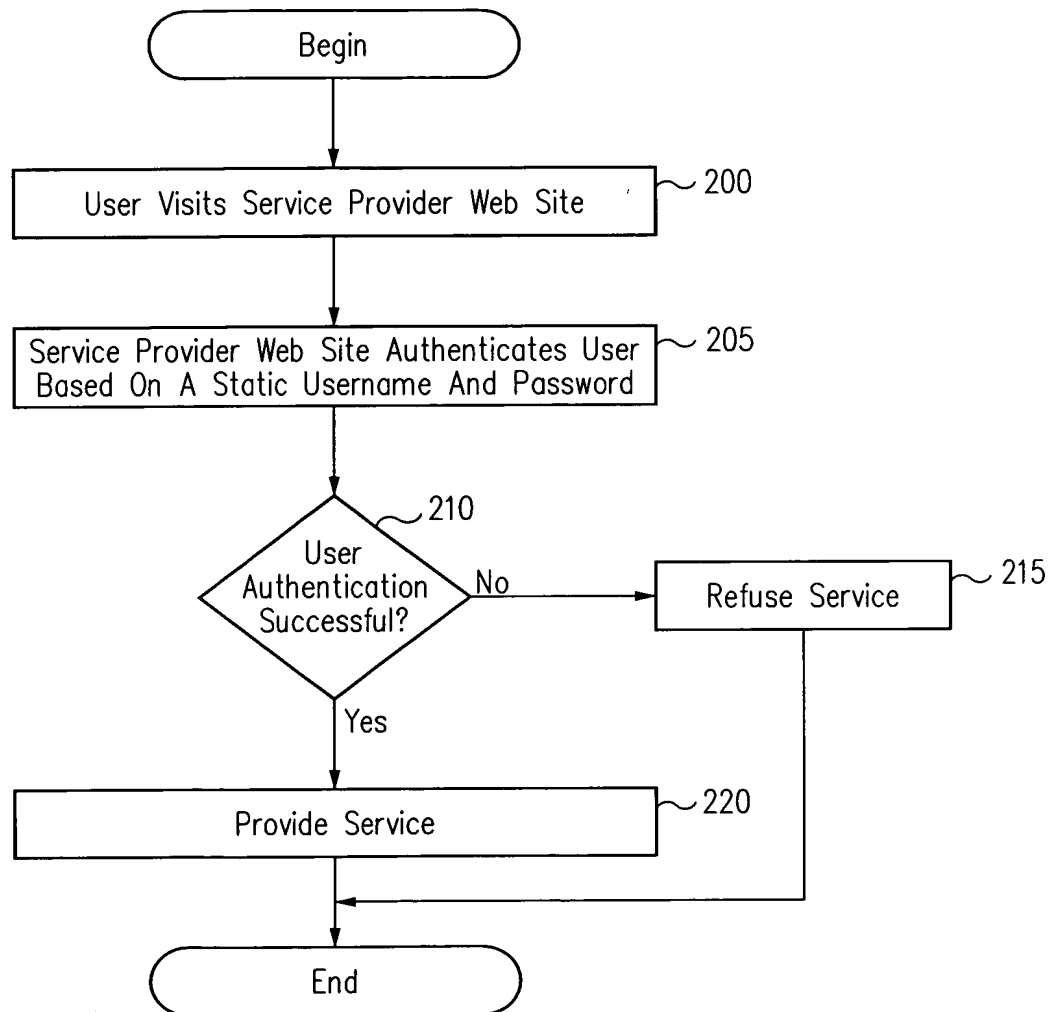 Begin
User Visits Service Provider Web Site
200
Service Provider Web Site Authenticates User
Based On A Static Username And Password
205
210
User
Authentication
Successful?
No
Refuse Service
215
Yes
Provide Service
220
End